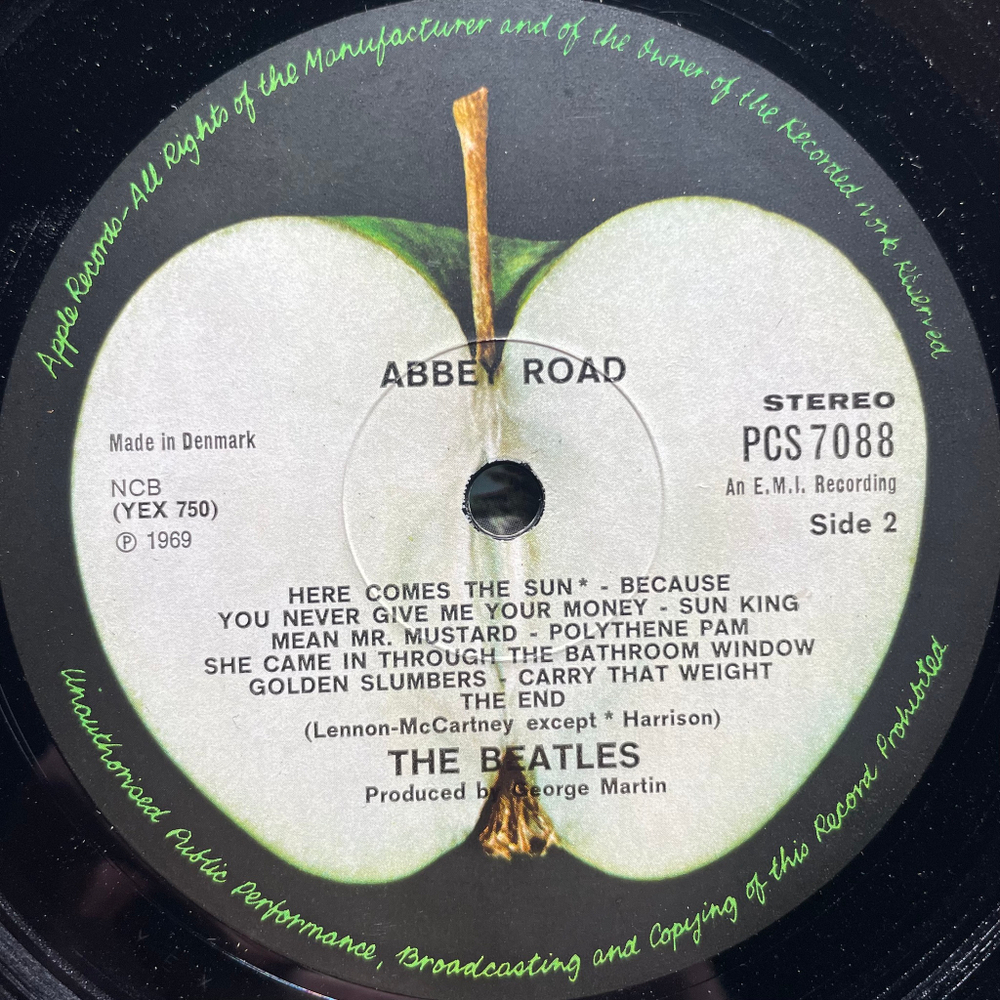 Apple Records-All Rights of the Manufacturer and of the Owner of the Recorded work Reserved
ABBEY ROAD
STEREO
PCS 7088
An E.M.I. Recording
Side 2
Made in Denmark
NCB
(YEX 750)
℗ 1969
HERE COMES THE SUN* - BECAUSE
YOU NEVER GIVE ME YOUR MONEY - SUN KING
MEAN MR. MUSTARD - POLYTHENE PAM
SHE CAME IN THROUGH THE BATHROOM WINDOW
GOLDEN SLUMBERS - CARRY THAT WEIGHT
THE END
(Lennon-McCartney except * Harrison)
THE BEATLES
Produced by George Martin
Unauthorised Public Performance, Broadcasting and Copying of this Record Prohibited